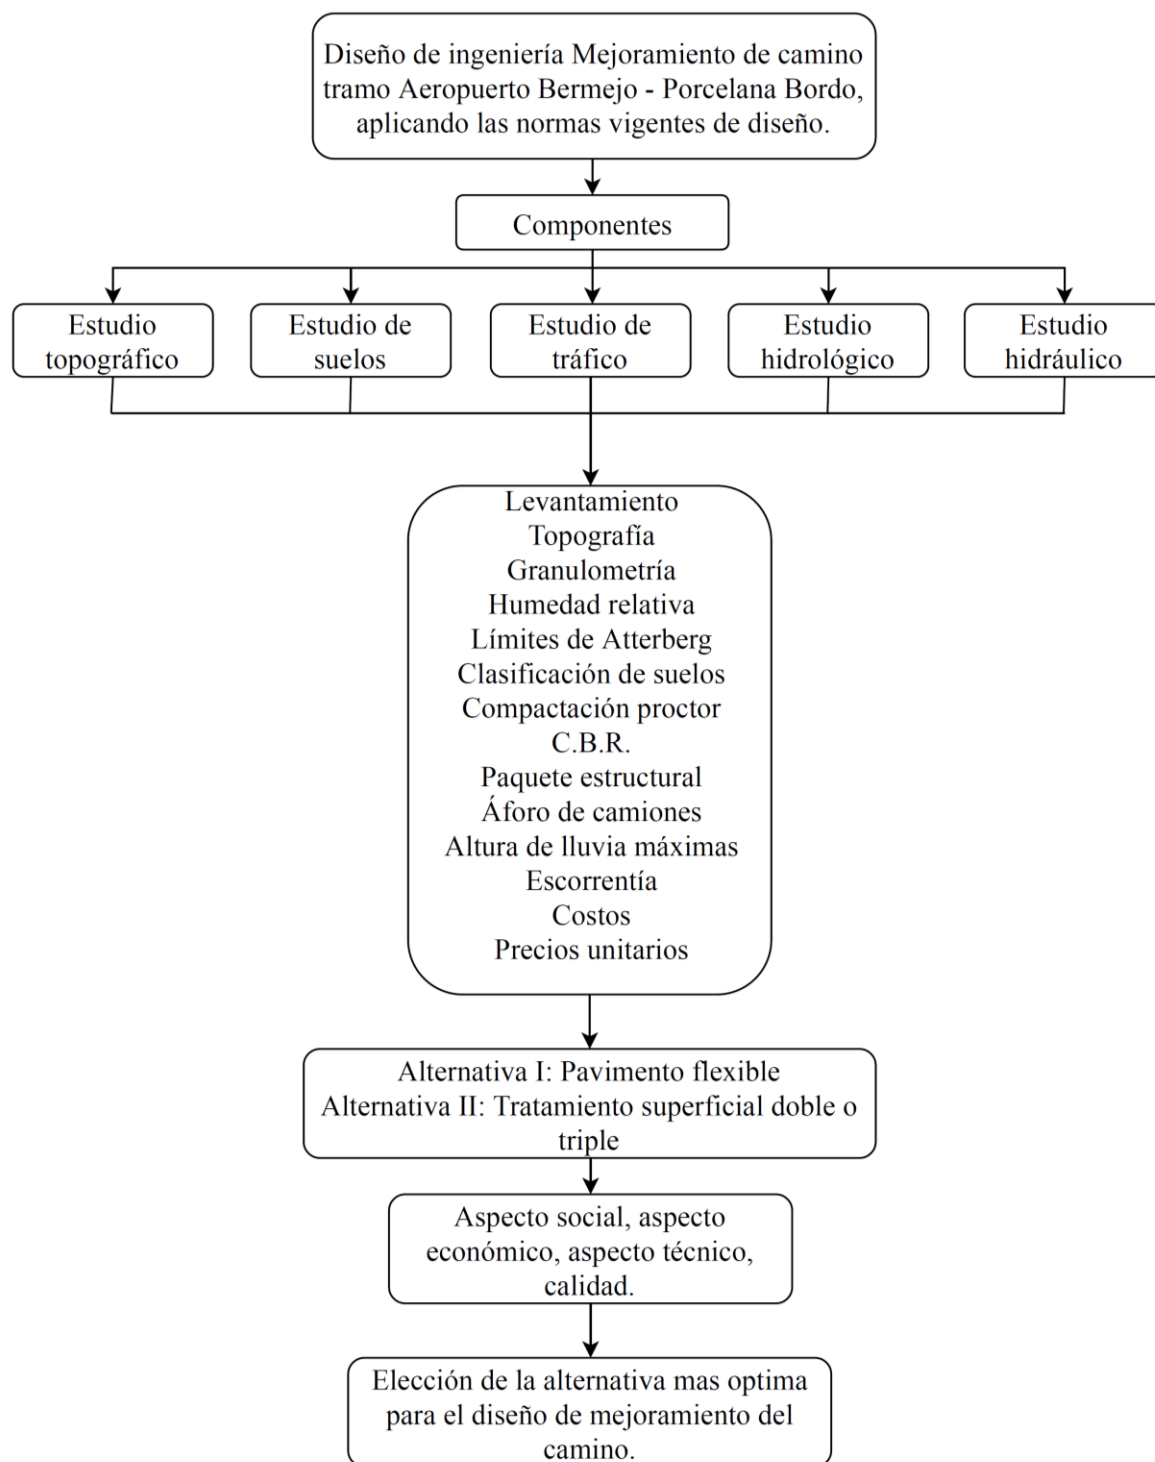 Diseño de ingeniería Mejoramiento de camino
tramo Aeropuerto Bermejo - Porcelana Bordo,
aplicando las normas vigentes de diseño.
Componentes
Estudio
topográfico
Estudio de
suelos
Estudio de
tráfico
Estudio
hidrológico
Estudio
hidráulico
Levantamiento
Topografía
Granulometría
Humedad relativa
Límites de Atterberg
Clasificación de suelos
Compactación proctor
C.B.R.
Paquete estructural
Áforo de camiones
Altura de lluvia máximas
Escorrentía
Costos
Precios unitarios
Alternativa I: Pavimento flexible
Alternativa II: Tratamiento superficial doble o
triple
Aspecto social, aspecto
económico, aspecto técnico,
calidad.
Elección de la alternativa mas optima
para el diseño de mejoramiento del
camino.